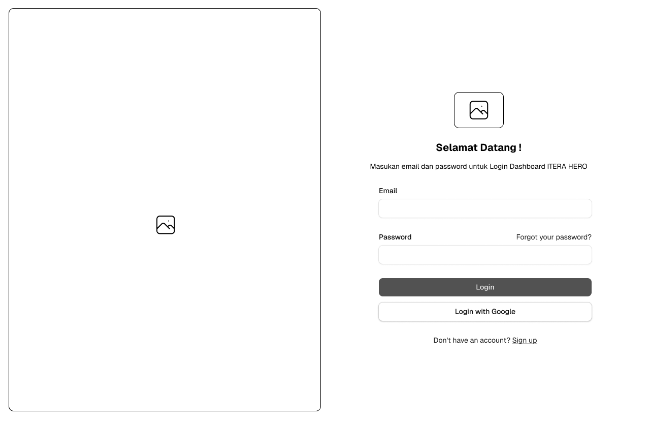 Selamat Datang !
Masukan email dan password untuk Login Dashboard ITERA HERO
Email
Password
Forgot your password?
Login
Login with Google
Don't have an account? Sign up